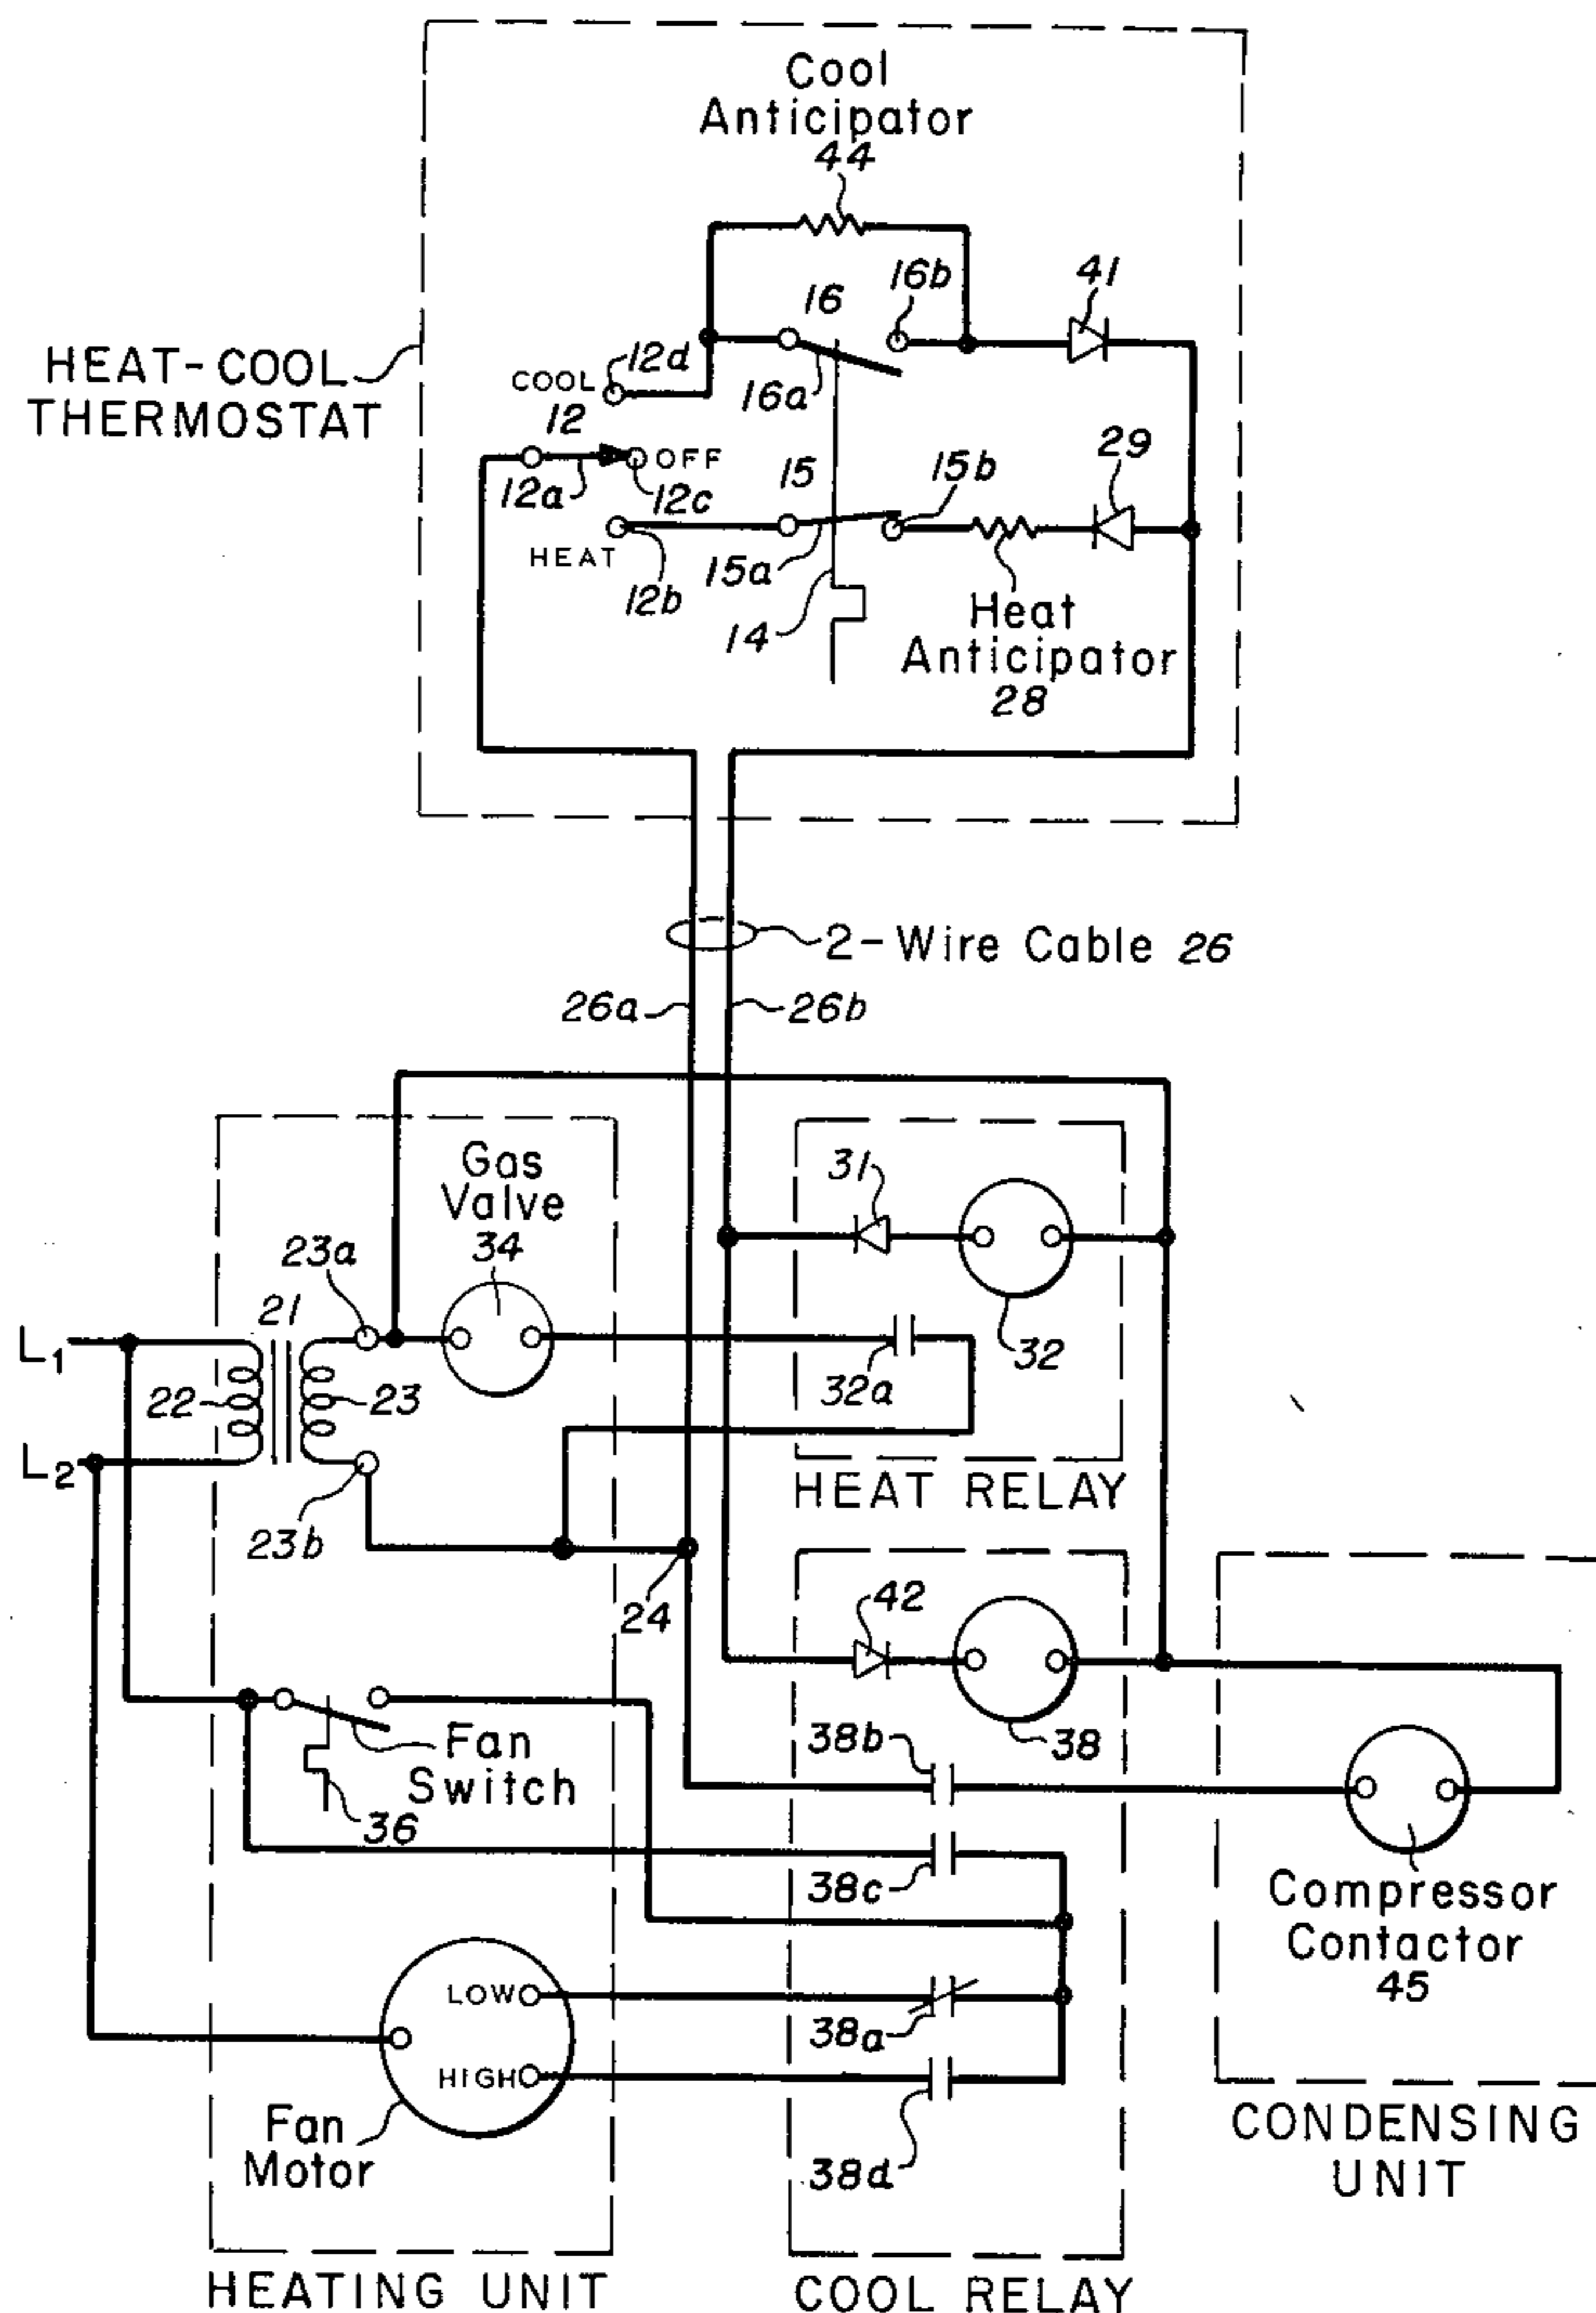 Cool
Anticipator
44
16
16b
41
HEAT-COOL
THERMOSTAT
COOL
12d
12
16a
12a
OFF
12c
15
15b
29
HEAT
12b
15a
14
Heat
Anticipator
28
2-Wire Cable 26
26a
26b
Gas
Valve
34
31
23a
21
L1
22
23
32a
32
L2
HEAT RELAY
23b
24
42
38b
38
Fan
Switch
36
38c
Compressor
Contactor
45
LOW
38a
HIGH
Fan
Motor
38d
CONDENSING
UNIT
HEATING UNIT
COOL RELAY